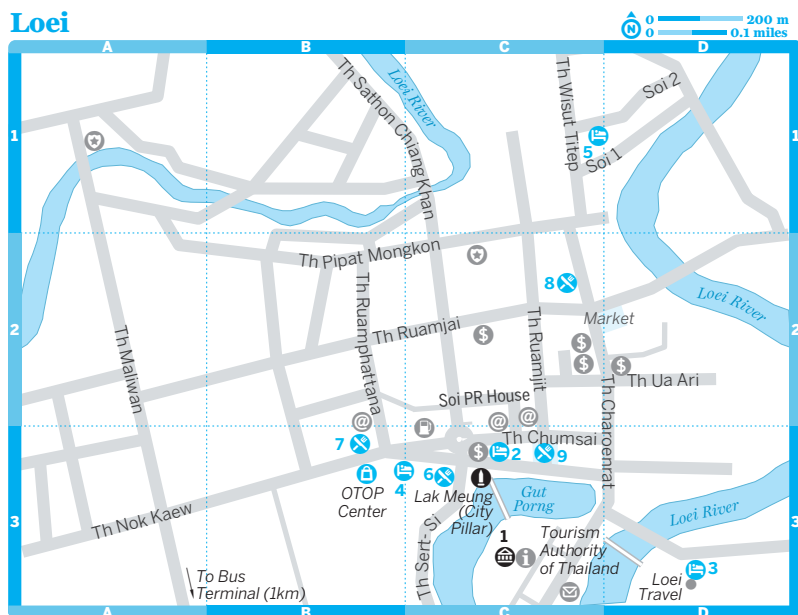 Loei
N
0 200 m
0 0.1 miles
A B C D
1
1
2
2
3
3
Th Sathon Chiang Khan
Loei River
Th Wisut Titep
Soi 2
5
Soi 1
Th Pipat Mongkon
8
Loei River
Market
Th Ruamjai
Th Ruamphattana
Th Ruamjit
Th Maliwan
$
$
$
$
Th Ua Ari
Soi PR House
Th Charoenrat
@
@
@
Th Chumsai
7
$
2
9
4
6
OTOP
Center
Lak Meung
(City
Pillar)
Gut
Porng
Th Nok Kaew
Th Sert-Si
1
i
Tourism
Authority
of Thailand
Loei River
3
Loei
Travel
To Bus
Terminal (1km)
A B C D